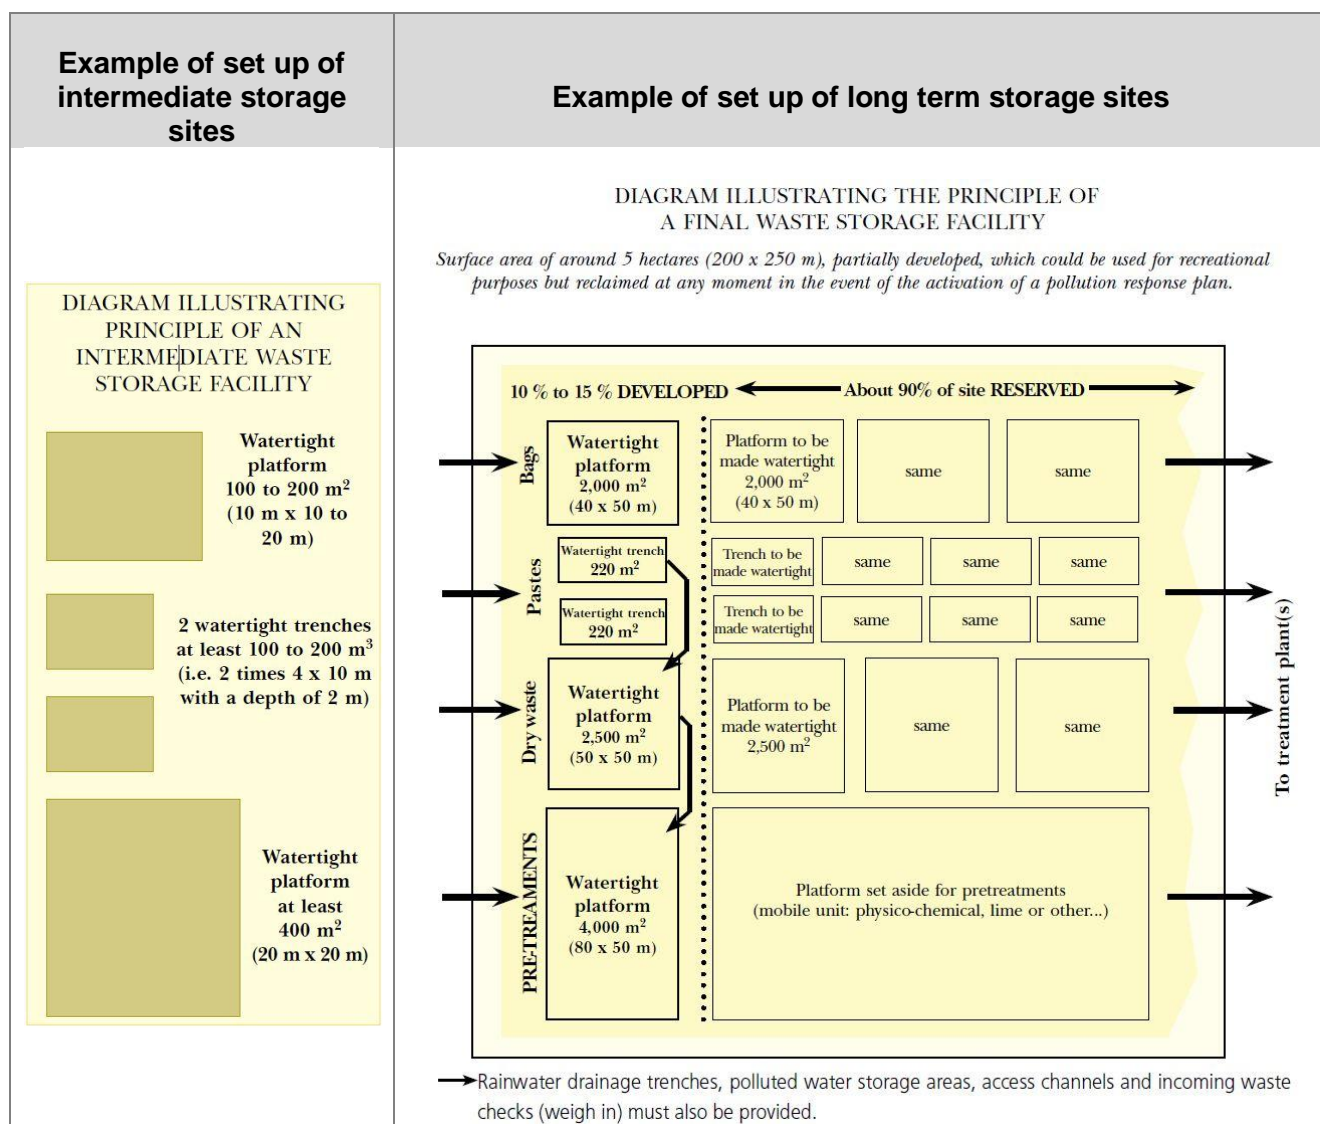 Example of set up of
intermediate storage
sites
Example of set up of long term storage sites
DIAGRAM ILLUSTRATING
PRINCIPLE OF AN
INTERMEDIATE WASTE
STORAGE FACILITY
Watertight
platform
100 to 200 m²
(10 m x 10 to
20 m)
2 watertight trenches
at least 100 to 200 m³
(i.e. 2 times 4 x 10 m
with a depth of 2 m)
Watertight
platform
at least
400 m²
(20 m x 20 m)
DIAGRAM ILLUSTRATING THE PRINCIPLE OF
A FINAL WASTE STORAGE FACILITY
Surface area of around 5 hectares (200 x 250 m), partially developed, which could be used for recreational
purposes but reclaimed at any moment in the event of the activation of a pollution response plan.
10 % to 15 % DEVELOPED
About 90% of site RESERVED
Bags
Watertight
platform
2,000 m²
(40 x 50 m)
Platform to be
made watertight
2,000 m²
(40 x 50 m)
same
same
Pastes
Watertight trench
220 m²
Trench to be
made watertight
same
same
same
Watertight trench
220 m²
Trench to be
made watertight
same
same
same
Dry waste
Watertight
platform
2,500 m²
(50 x 50 m)
Platform to be
made watertight
2,500 m²
same
same
PRE-TREAMENTS
Watertight
platform
4,000 m²
(80 x 50 m)
Platform set aside for pretreatments
(mobile unit: physico-chemical, lime or other...)
To treatment plant(s)
Rainwater drainage trenches, polluted water storage areas, access channels and incoming waste
checks (weigh in) must also be provided.